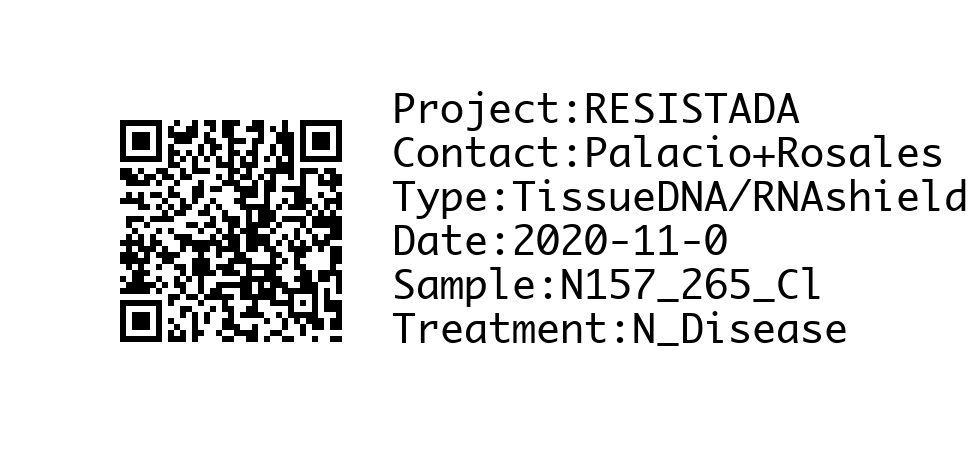 Project:RESISTADA
Contact:Palacio+Rosales
Type:TissueDNA/RNAshield
Date:2020-11-0
Sample:N157_265_Cl
Treatment:N_Disease